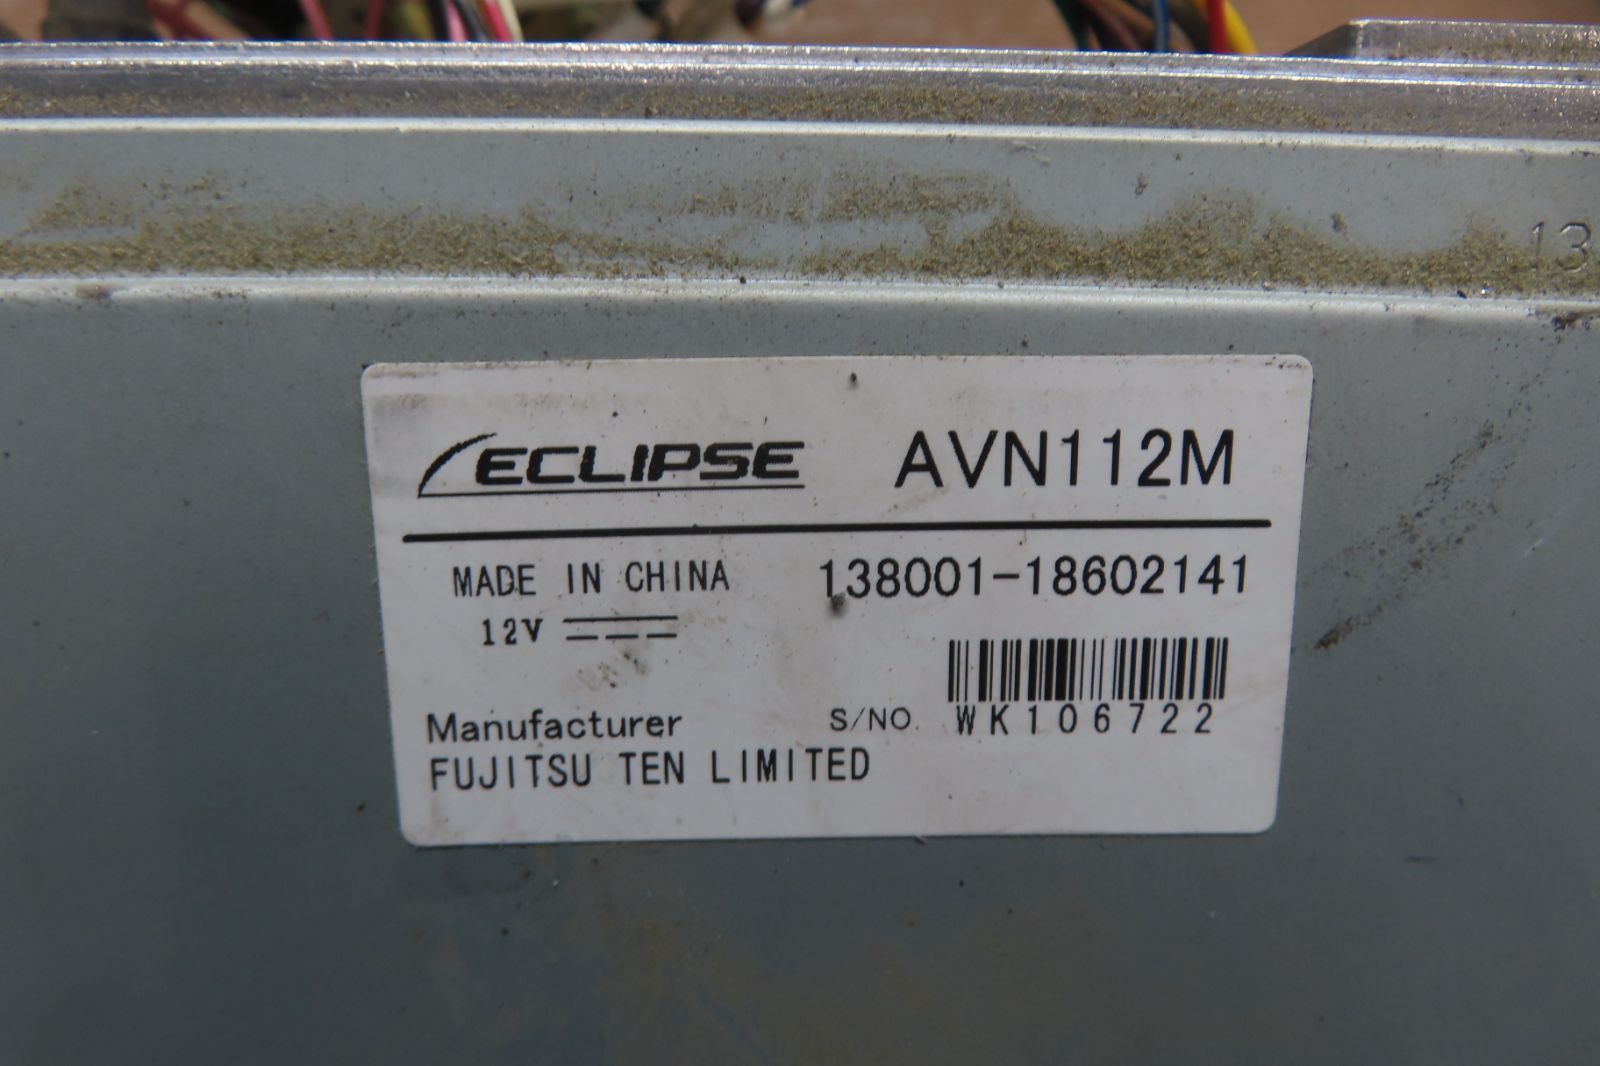 13
ECLIPSE AVN112M
MADE IN CHINA 138001-18602141
12V
S/NO. WK106722
Manufacturer
FUJITSU TEN LIMITED